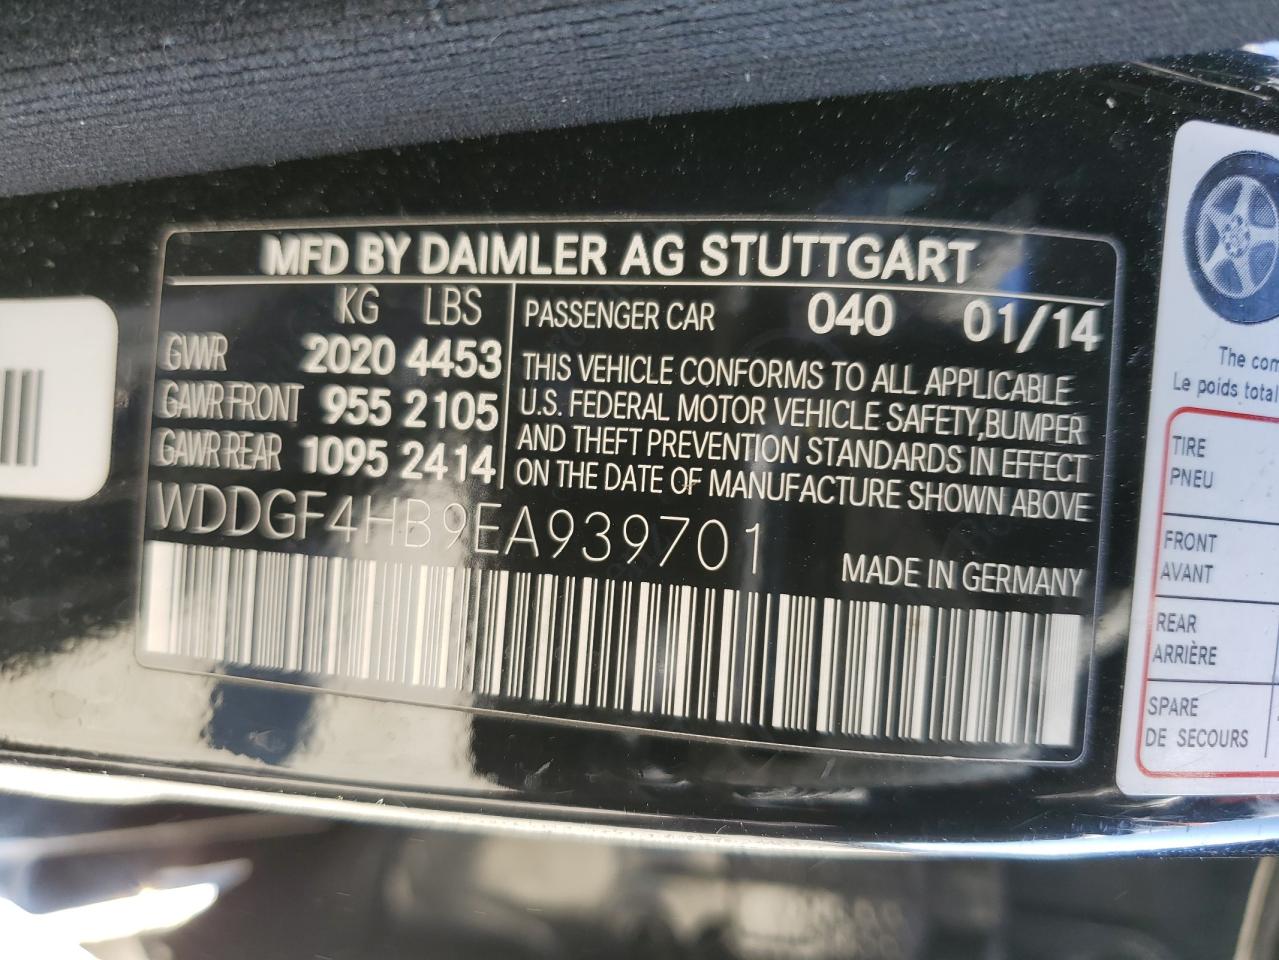 MFD BY DAIMLER AG STUTTGART
KG LBS
GVWR 2020 4453
GAWR FRONT 955 2105
GAWR REAR 1095 2414
PASSENGER CAR 040 01/14
THIS VEHICLE CONFORMS TO ALL APPLICABLE
U.S. FEDERAL MOTOR VEHICLE SAFETY,BUMPER
AND THEFT PREVENTION STANDARDS IN EFFECT
ON THE DATE OF MANUFACTURE SHOWN ABOVE
WDDGF4HB9EA939701
MADE IN GERMANY
The com
Le poids total
TIRE
PNEU
FRONT
AVANT
REAR
ARRIÈRE
SPARE
DE SECOURS